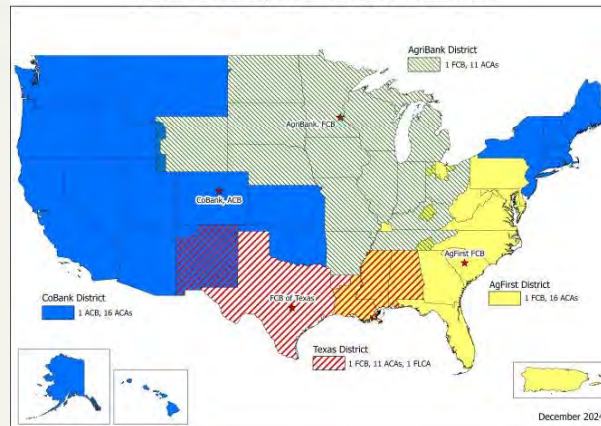 AgriBank District
1 FCB, 11 ACAs
AgriBank, FCB
CoBank, ACB
AgFirst FCB
FCB of Texas
CoBank District
1 ACB, 16 ACAs
AgFirst District
1 FCB, 16 ACAs
Texas District
1 FCB, 11 ACAs, 1 FLCA
December 2024